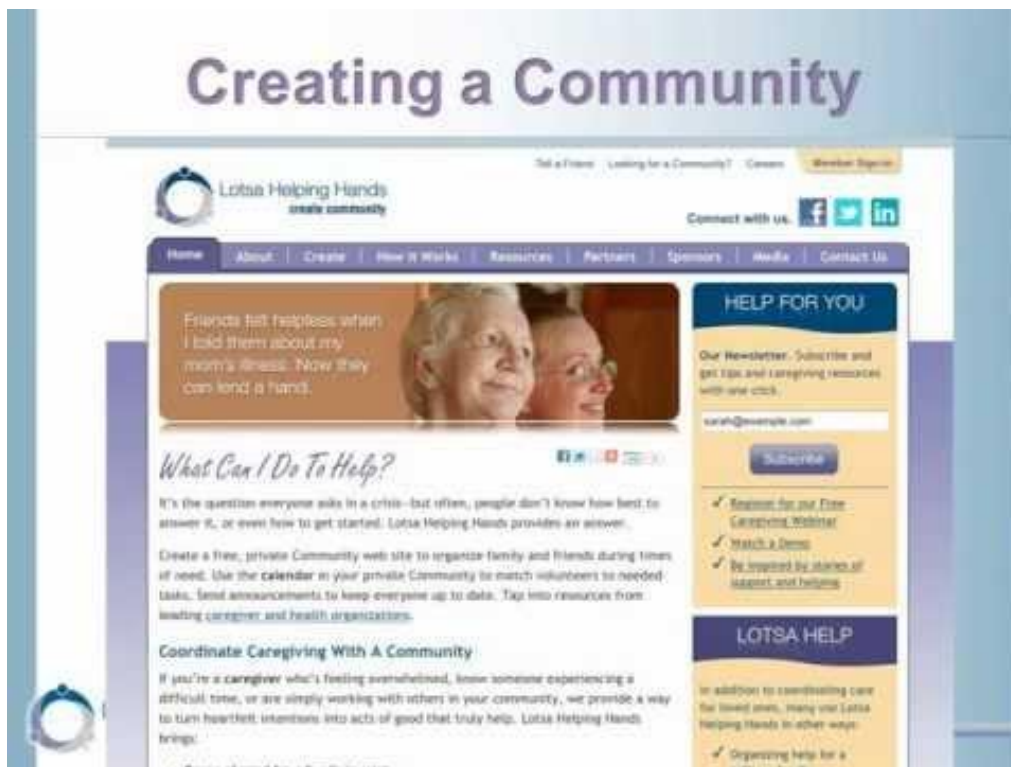 Creating a Community
Tell a Friend Looking for a Community? Careers Member Sign-in
Lotsa Helping Hands
create community
Connect with us.
Home About Create How It Works Resources Partners Sponsors Media Contact Us
Friends felt helpless when
I told them about my
mom's illness. Now they
can lend a hand.
What Can I Do To Help?
It's the question everyone asks in a crisis–but often, people don't know how best to
answer it, or even how to get started. Lotsa Helping Hands provides an answer.
Create a free, private Community web site to organize family and friends during times
of need. Use the calendar in your private Community to match volunteers to needed
tasks. Send announcements to keep everyone up to date. Tap into resources from
leading caregiver and health organizations.
Coordinate Caregiving With A Community
If you're a caregiver who's feeling overwhelmed, know someone experiencing a
difficult time, or are simply working with others in your community, we provide a way
to turn heartfelt intentions into acts of good that truly help. Lotsa Helping Hands
brings:
HELP FOR YOU
Our Newsletter. Subscribe and
get tips and caregiving resources
with one click.
sarah@example.com
Subscribe
✓ Register for our Free
Caregiving Webinar
✓ Watch a Demo
✓ Be inspired by stories of
support and helping
LOTSA HELP
In addition to coordinating care
for loved ones, many use Lotsa
Helping Hands in other ways:
✓ Organizing help for a